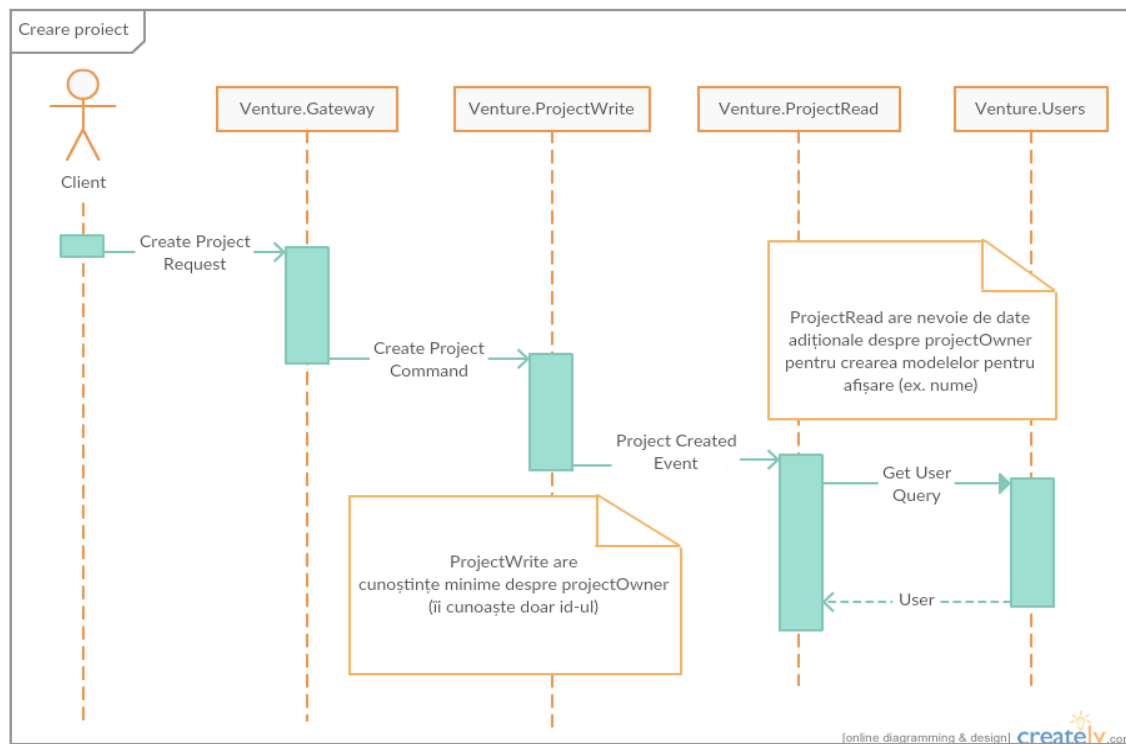 Creare proiect
Venture.Gateway
Venture.ProjectWrite
Venture.ProjectRead
Venture.Users
Client
Create Project
Request
ProjectRead are nevoie de date
adiționale despre projectOwner
pentru crearea modelelor pentru
afișare (ex. nume)
Create Project
Command
Project Created
Event
Get User
Query
ProjectWrite are
cunoștințe minime despre projectOwner
(îi cunoaște doar id-ul)
User
[online diagramming & design] creately.com